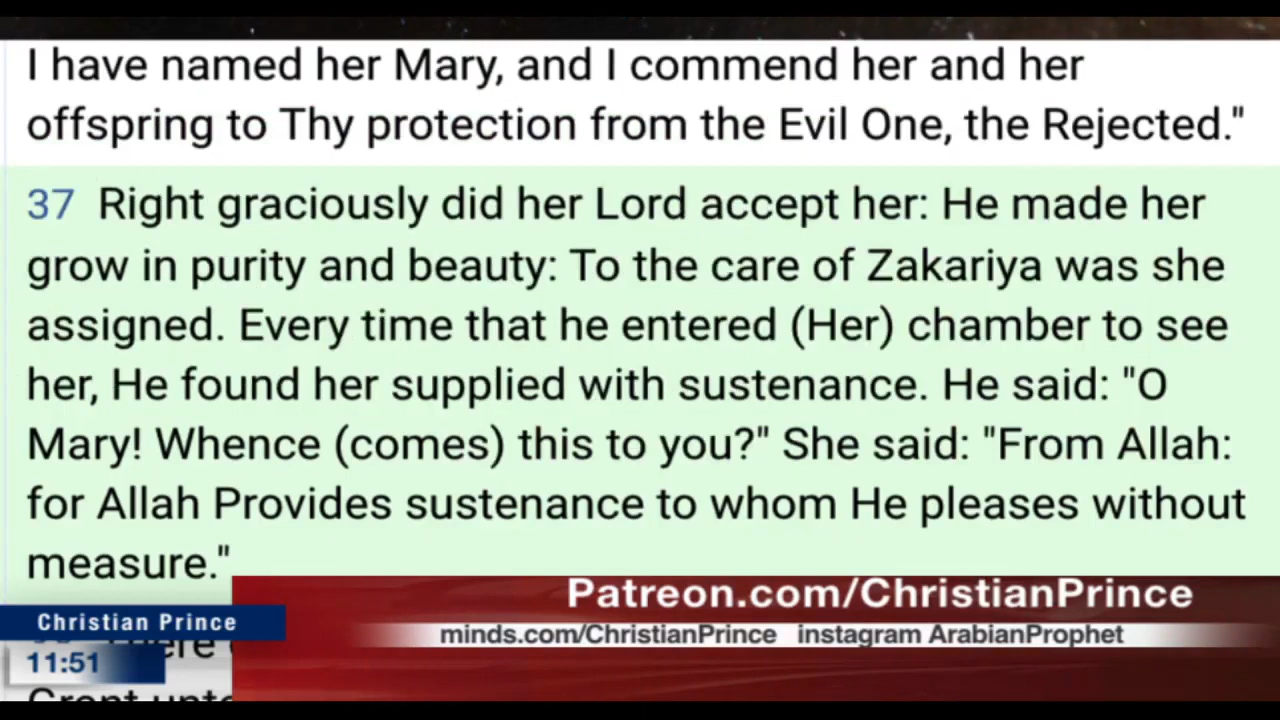 I have named her Mary, and I commend her and her
offspring to Thy protection from the Evil One, the Rejected."
37 Right graciously did her Lord accept her: He made her
grow in purity and beauty: To the care of Zakariya was she
assigned. Every time that he entered (Her) chamber to see
her, He found her supplied with sustenance. He said: "O
Mary! Whence (comes) this to you?" She said: "From Allah:
for Allah Provides sustenance to whom He pleases without
measure."
Patreon.com/ChristianPrince
Christian Prince
minds.com/ChristianPrince instagram ArabianProphet
11:51